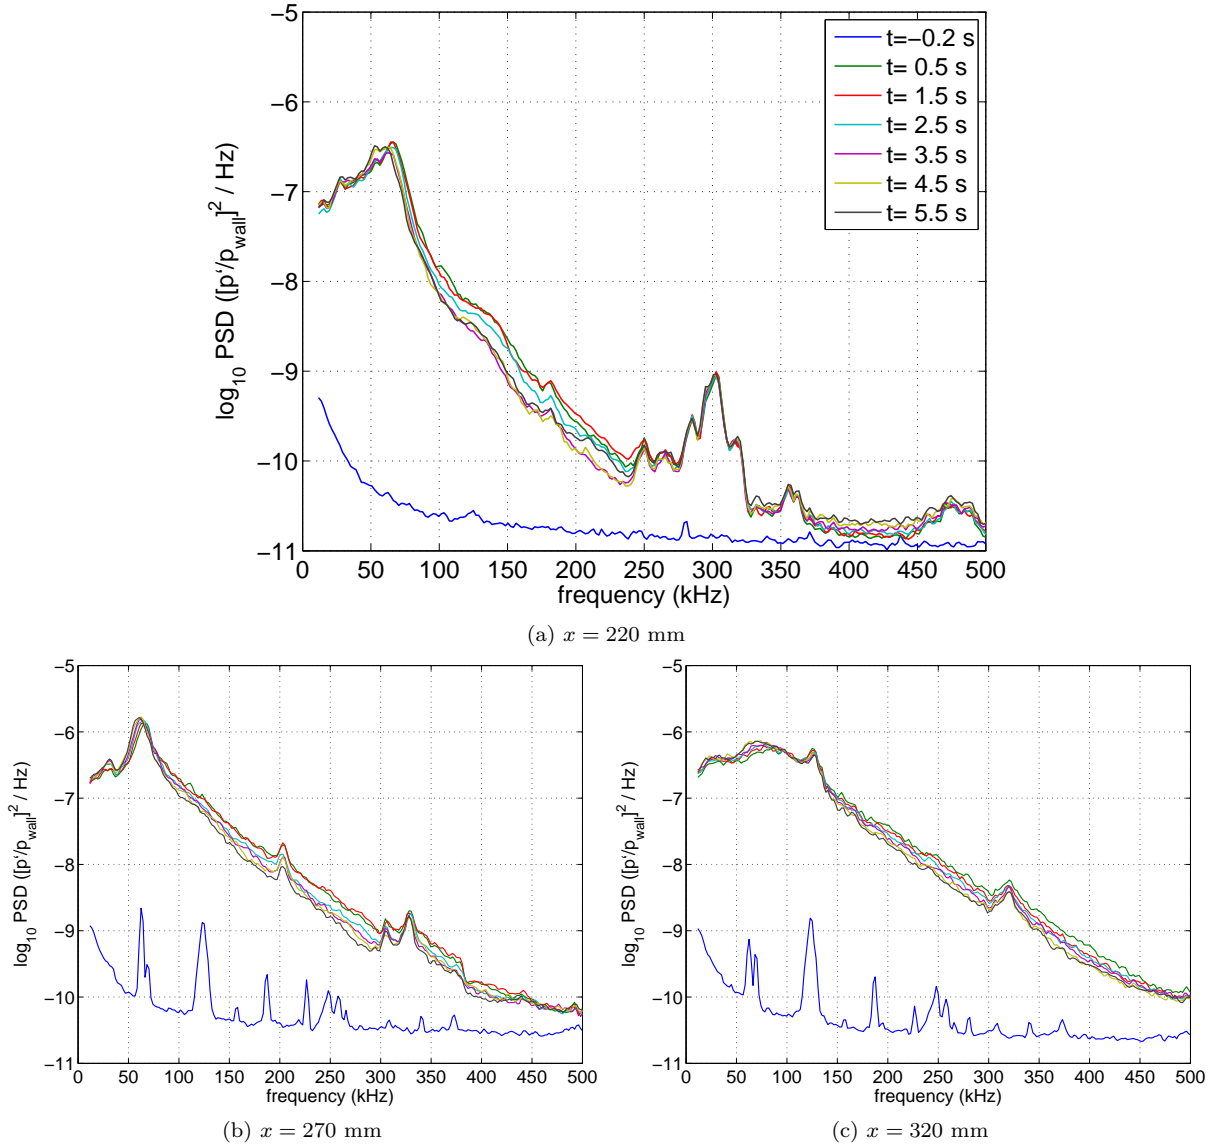 −5
−6
−7
−8
−9
−10
−11
log10 PSD ([p‘/pwall]2 / Hz)
t=−0.2 s
t= 0.5 s
t= 1.5 s
t= 2.5 s
t= 3.5 s
t= 4.5 s
t= 5.5 s
0 50 100 150 200 250 300 350 400 450 500
frequency (kHz)
(a) x = 220 mm
−5
−6
−7
−8
−9
−10
−11
log10 PSD ([p‘/pwall]2 / Hz)
0 50 100 150 200 250 300 350 400 450 500
frequency (kHz)
(b) x = 270 mm
−5
−6
−7
−8
−9
−10
−11
log10 PSD ([p‘/pwall]2 / Hz)
0 50 100 150 200 250 300 350 400 450 500
frequency (kHz)
(c) x = 320 mm